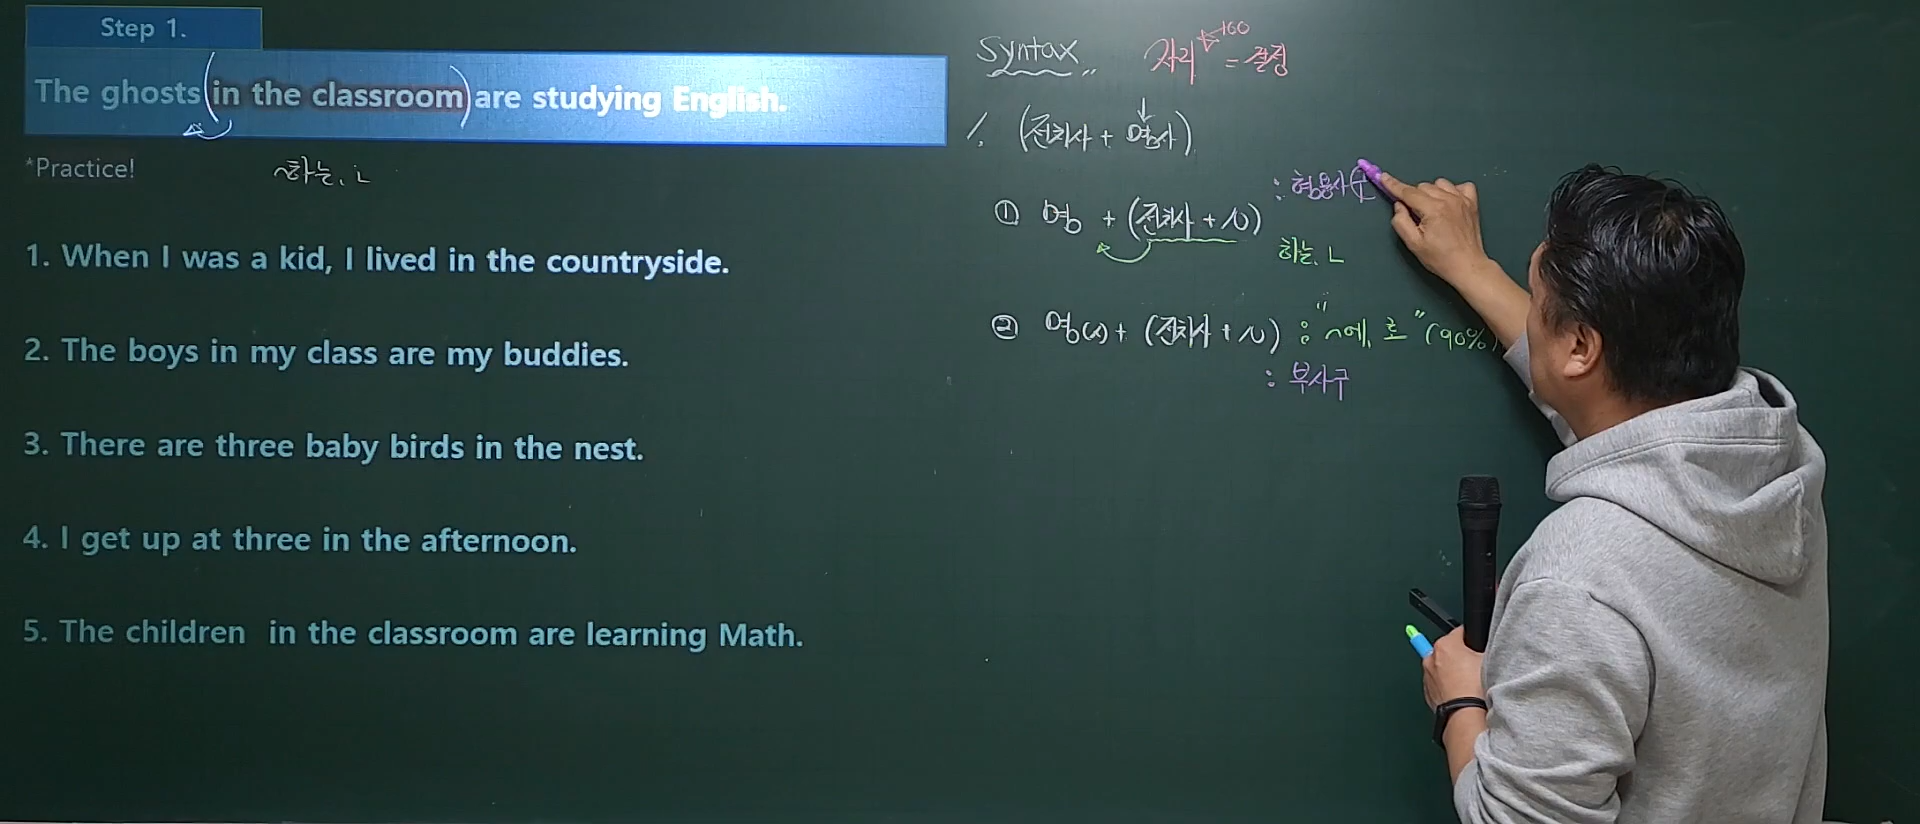 Step 1.
The ghosts (in the classroom) are studying English.
*Practice!
~하는, ㄴ
1. When I was a kid, I lived in the countryside.
2. The boys in my class are my buddies.
3. There are three baby birds in the nest.
4. I get up at three in the afternoon.
5. The children in the classroom are learning Math.
Syntax
자리 ← 100
= 결정
1. (전치사 + 명사)
: 형용사구
① 명 + (전치사 + N)
하는, ㄴ
② 명(x) + (전치사 + N) : "~에, 로" (90%)
: 부사구